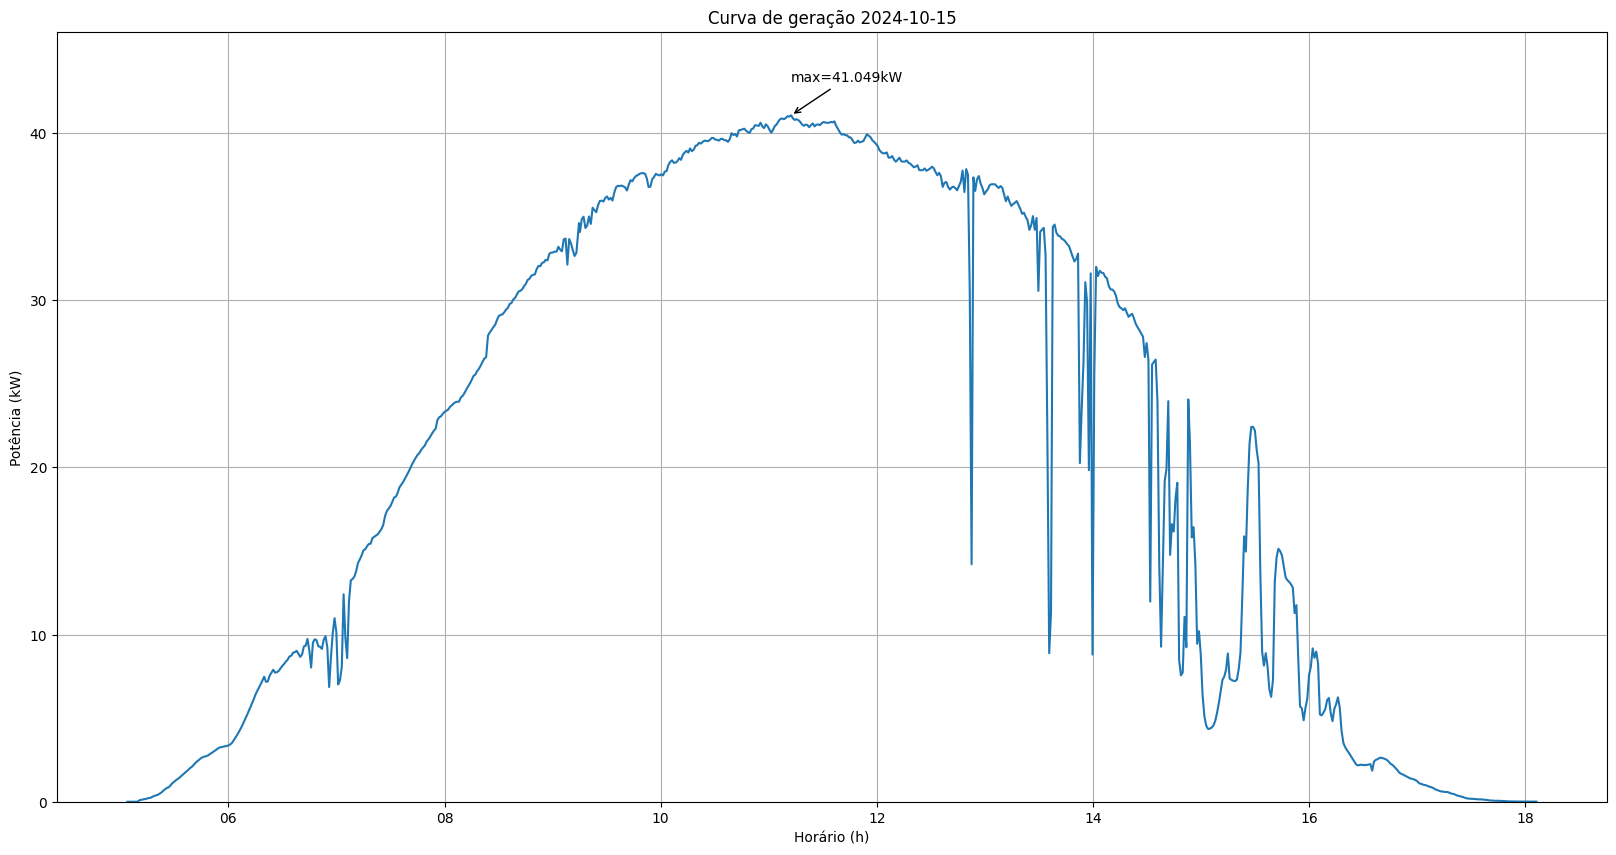 Curva de geração 2024-10-15
max=41.049kW
Potência (kW)
40
30
20
10
0
06 08 10 12 14 16 18
Horário (h)